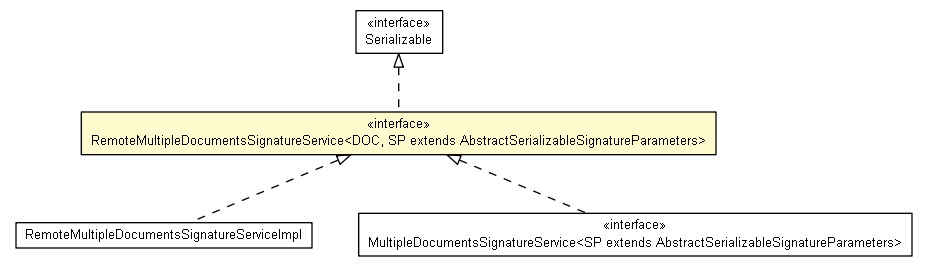 «interface»
Serializable
«interface»
RemoteMultipleDocumentsSignatureService<DOC, SP extends AbstractSerializableSignatureParameters>
RemoteMultipleDocumentsSignatureServiceImpl
«interface»
MultipleDocumentsSignatureService<SP extends AbstractSerializableSignatureParameters>